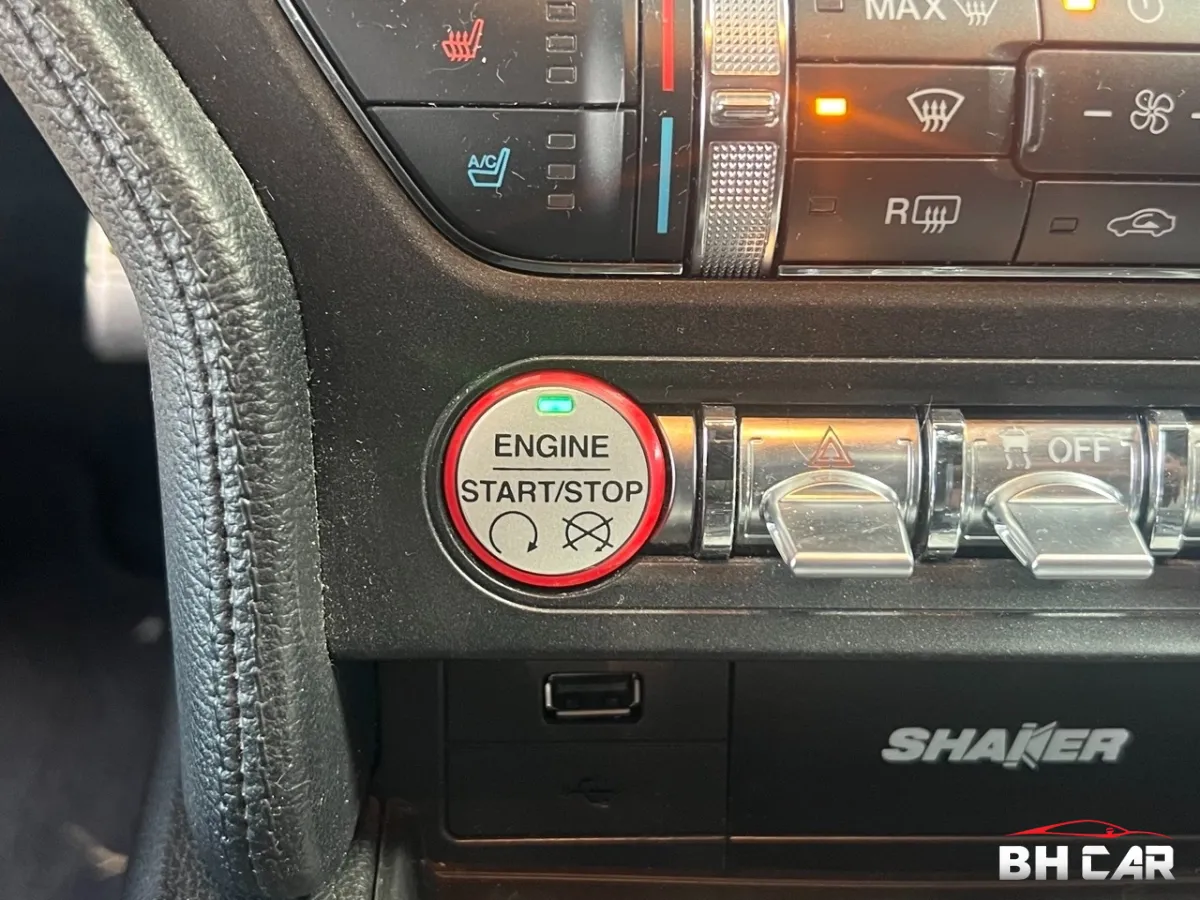 MAX
A/C
R
ENGINE
START/STOP
OFF
SHAKER
BH CAR